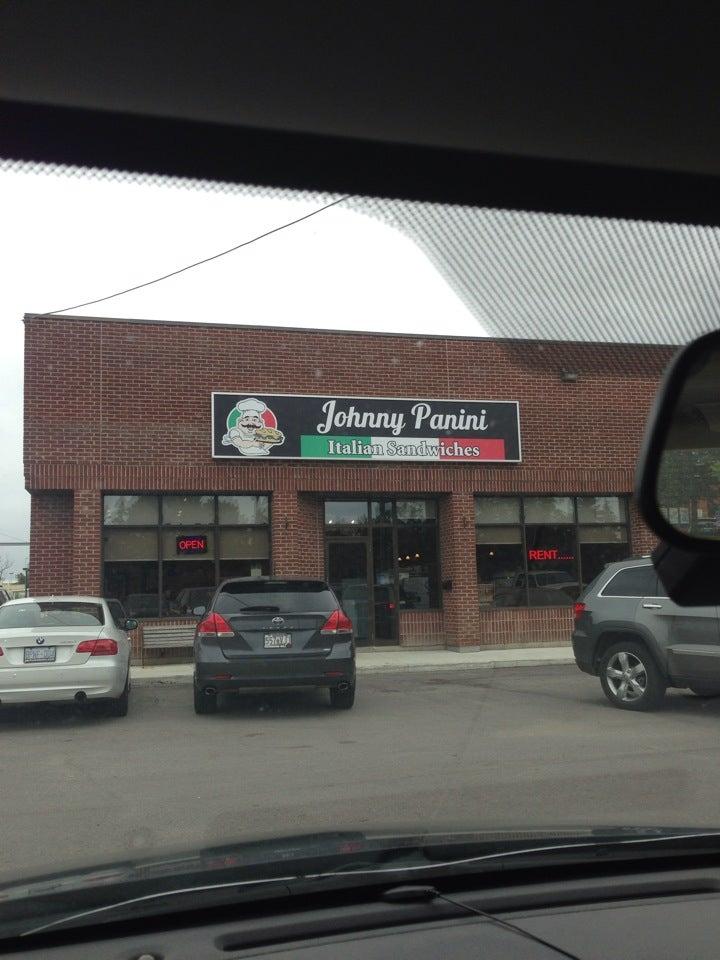 Johnny Panini
Italian Sandwiches
OPEN
RENT......